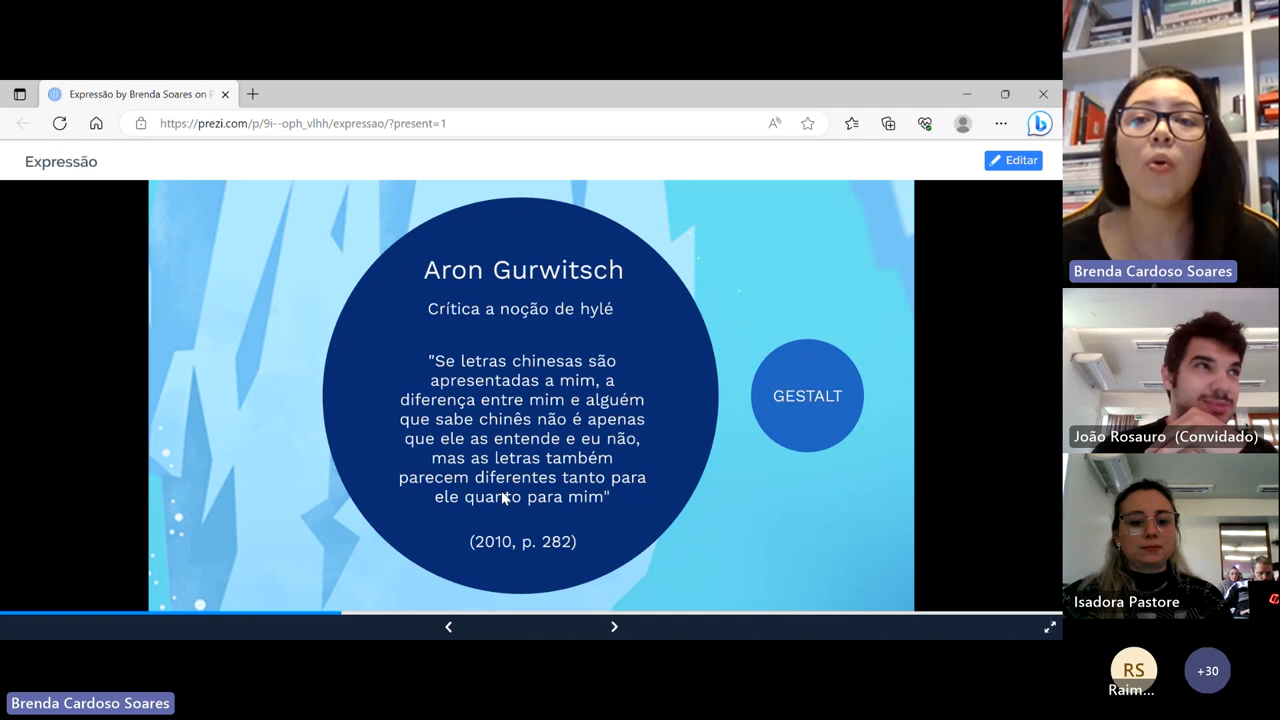 Expressão by Brenda Soares on P
https://prezi.com/p/9i--oph_vlhh/expressao/?present=1
Expressão
Editar
Aron Gurwitsch
Crítica a noção de hylé
"Se letras chinesas são
apresentadas a mim, a
diferença entre mim e alguém
que sabe chinês não é apenas
que ele as entende e eu não,
mas as letras também
parecem diferentes tanto para
ele quanto para mim"
(2010, p. 282)
GESTALT
Brenda Cardoso Soares
João Rosauro (Convidado)
Isadora Pastore
RS
Raim...
+30
Brenda Cardoso Soares